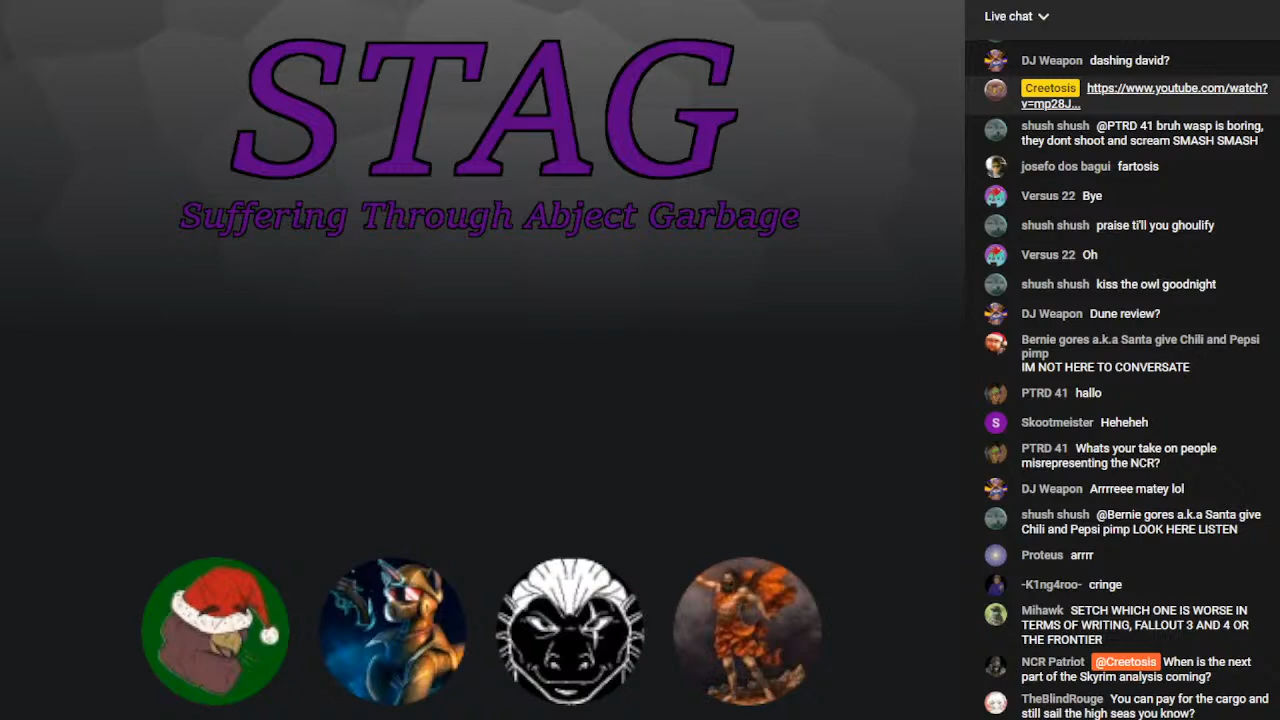 STAG
Suffering Through Abject Garbage
Live chat
DJ Weapon dashing david?
Creetosis https://www.youtube.com/watch?
v=mp28J...
shush shush @PTRD 41 bruh wasp is boring,
they dont shoot and scream SMASH SMASH
josefo dos bagui fartosis
Versus 22 Bye
shush shush praise ti'll you ghoulify
Versus 22 Oh
shush shush kiss the owl goodnight
DJ Weapon Dune review?
Bernie gores a.k.a Santa give Chili and Pepsi
pimp
IM NOT HERE TO CONVERSATE
PTRD 41 hallo
S
Skootmeister Heheheh
PTRD 41 Whats your take on people
misrepresenting the NCR?
DJ Weapon Arrrreee matey lol
shush shush @Bernie gores a.k.a Santa give
Chili and Pepsi pimp LOOK HERE LISTEN
Proteus arrrr
-K1ng4roo- cringe
Mihawk SETCH WHICH ONE IS WORSE IN
TERMS OF WRITING, FALLOUT 3 AND 4 OR
THE FRONTIER
NCR Patriot @Creetosis When is the next
part of the Skyrim analysis coming?
TheBlindRouge You can pay for the cargo and
still sail the high seas you know?